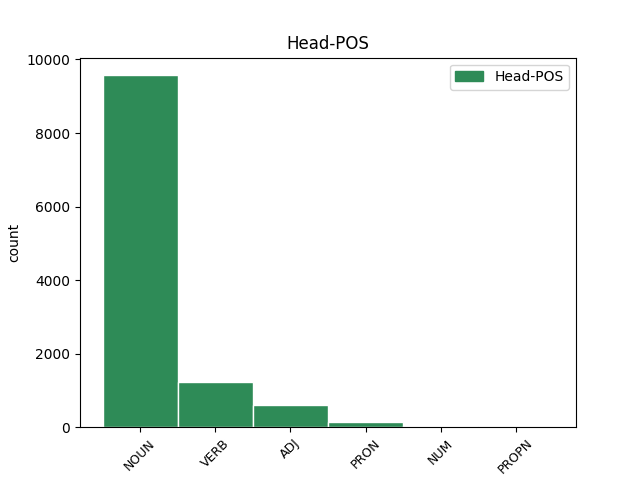 Head-POS
Head-POS
count
10000
8000
6000
4000
2000
0
NOUN
VERB
ADJ
PRON
NUM
PROPN